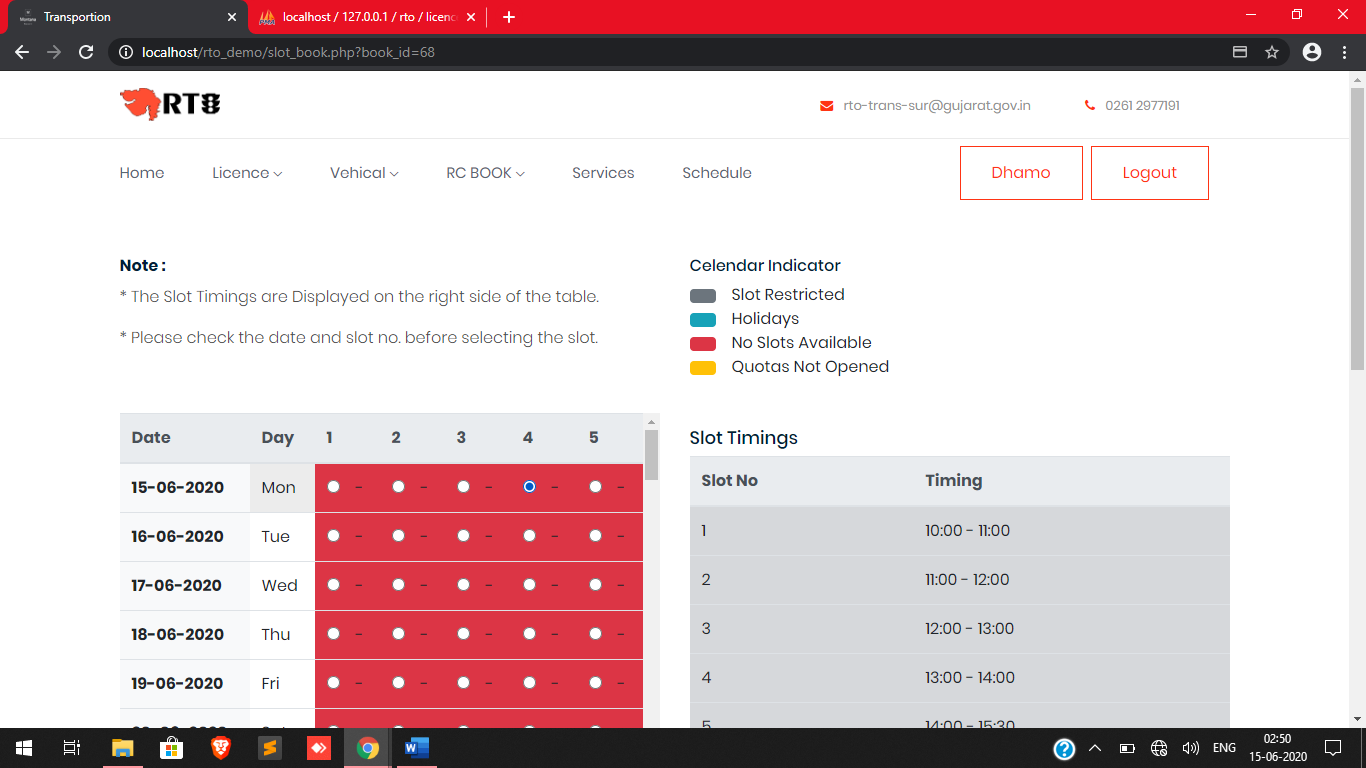 Transportion
localhost / 127.0.0.1 / rto / licenc
localhost/rto_demo/slot_book.php?book_id=68
RTO
rto-trans-sur@gujarat.gov.in
0261 2977191
Home Licence Vehical RC BOOK Services Schedule Dhamo Logout
Note :
* The Slot Timings are Displayed on the right side of the table.
* Please check the date and slot no. before selecting the slot.
Celendar Indicator
Slot Restricted
Holidays
No Slots Available
Quotas Not Opened
Date Day 1 2 3 4 5
15-06-2020 Mon - - - - -
16-06-2020 Tue - - - - -
17-06-2020 Wed - - - - -
18-06-2020 Thu - - - - -
19-06-2020 Fri - - - - -
Slot Timings
Slot No Timing
1 10:00 - 11:00
2 11:00 - 12:00
3 12:00 - 13:00
4 13:00 - 14:00
5 14:00 - 15:30
ENG
02:50
15-06-2020